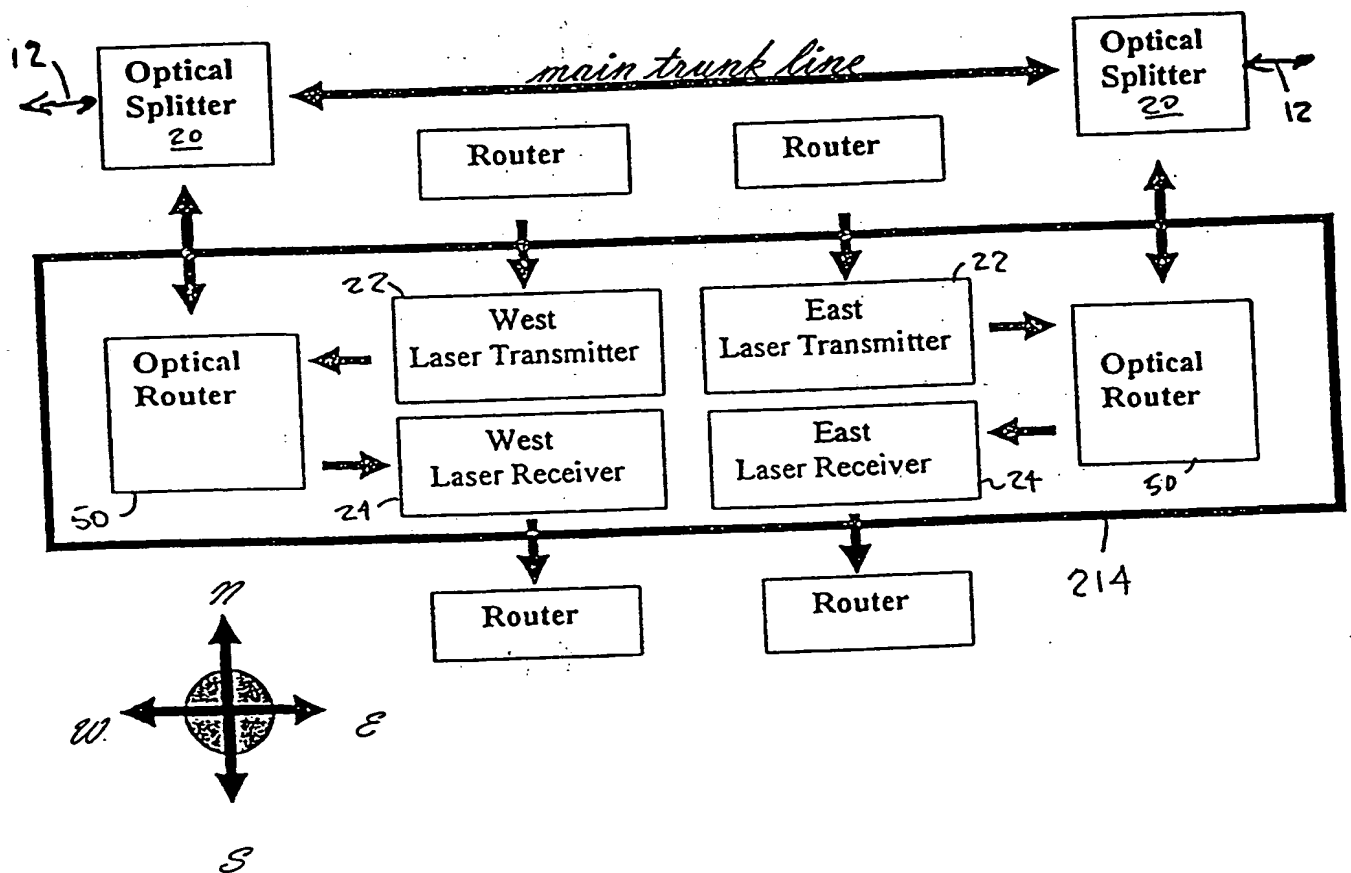 12
Optical
Splitter
20
main trunk line
Optical
Splitter
20
12
Router
Router
22
West
Laser Transmitter
East
Laser Transmitter
22
Optical
Router
50
West
Laser Receiver
24
East
Laser Receiver
24
Optical
Router
50
214
Router
Router
N
W.
E
S